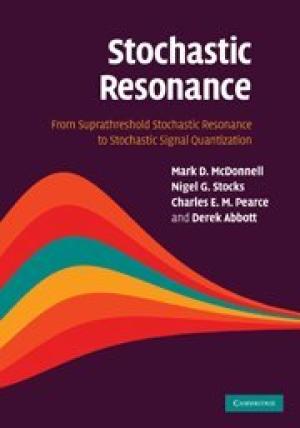 Stochastic
Resonance
From Suprathreshold Stochastic Resonance
to Stochastic Signal Quantization
Mark D. McDonnell
Nigel G. Stocks
Charles E. M. Pearce
and Derek Abbott
CAMBRIDGE